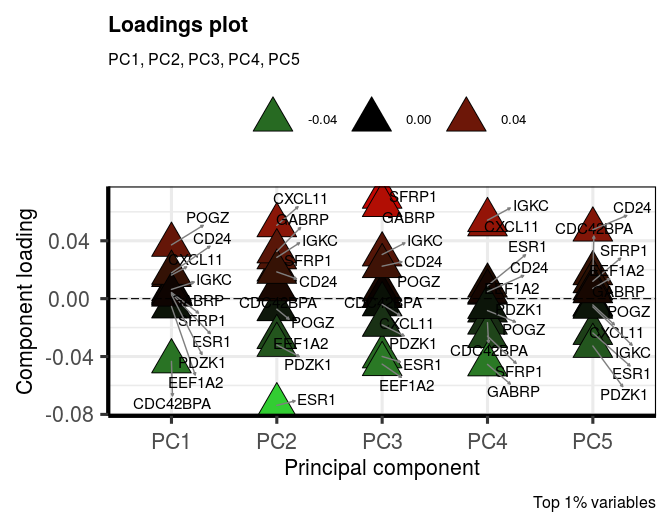 Loadings plot
PC1, PC2, PC3, PC4, PC5
-0.04 0.00 0.04
Component loading
0.04
0.00
-0.04
-0.08
POGZ
CD24
CXCL11
IGKC
GABRP
SFRP1
ESR1
PDZK1
EEF1A2
CDC42BPA
CXCL11
GABRP
IGKC
SFRP1
CD24
CDC42BPA
POGZ
EEF1A2
PDZK1
ESR1
SFRP1
GABRP
IGKC
CD24
POGZ
CDC42BPA
CXCL11
PDZK1
ESR1
EEF1A2
IGKC
CXCL11
ESR1
CD24
EEF1A2
PDZK1
POGZ
CDC42BPA
SFRP1
GABRP
CD24
CDC42BPA
SFRP1
EEF1A2
GABRP
POGZ
CXCL11
IGKC
ESR1
PDZK1
PC1 PC2 PC3 PC4 PC5
Principal component
Top 1% variables